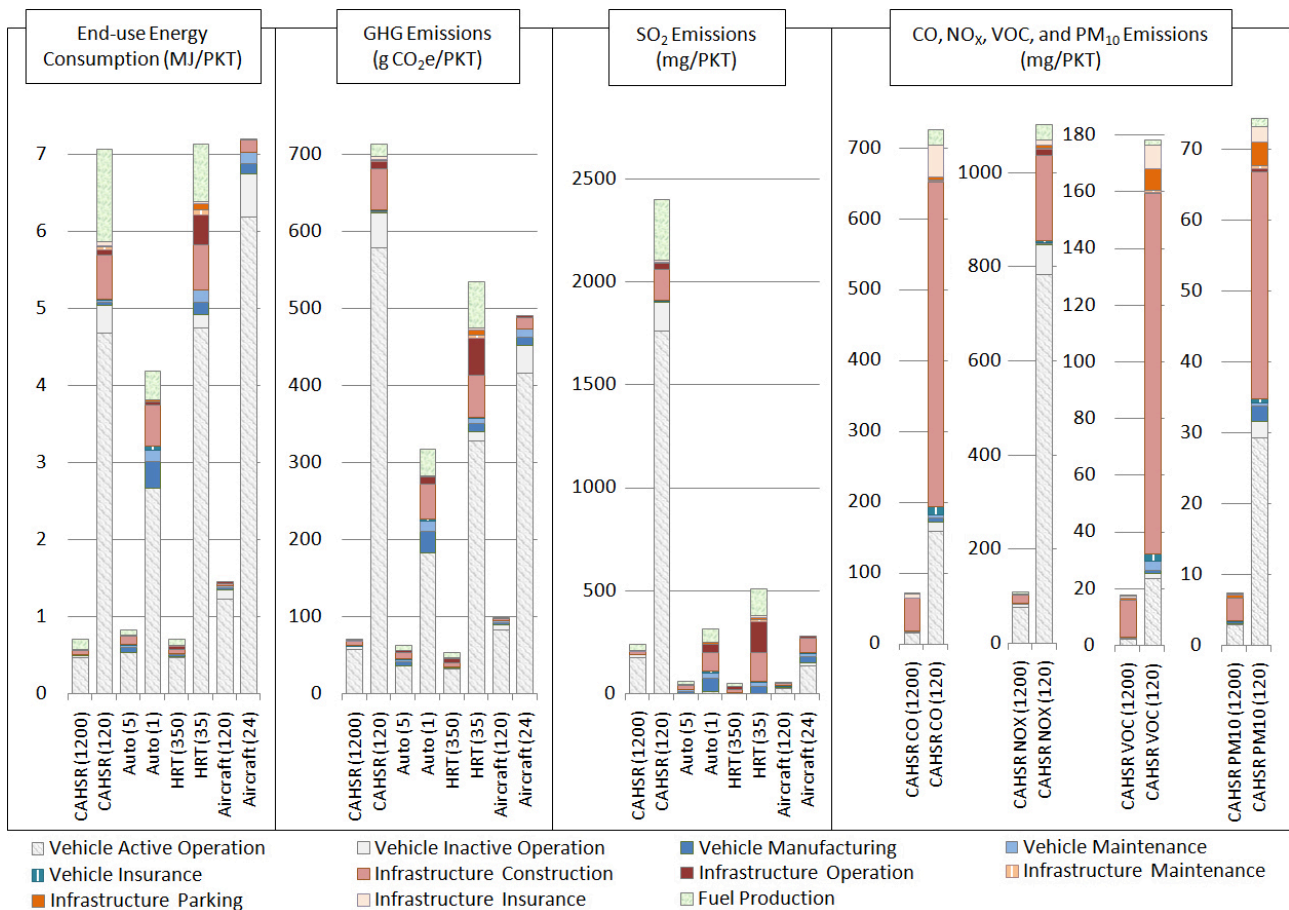 End-use Energy
Consumption (MJ/PKT)
GHG Emissions
(g CO₂e/PKT)
SO₂ Emissions
(mg/PKT)
CO, NOₓ, VOC, and PM₁₀ Emissions
(mg/PKT)
7
6
5
4
3
2
1
0
CAHSR (1200)
CAHSR (120)
Auto (5)
Auto (1)
HRT (350)
HRT (35)
Aircraft (120)
Aircraft (24)
700
600
500
400
300
200
100
0
CAHSR (1200)
CAHSR (120)
Auto (5)
Auto (1)
HRT (350)
HRT (35)
Aircraft (120)
Aircraft (24)
2500
2000
1500
1000
500
0
CAHSR (1200)
CAHSR (120)
Auto (5)
Auto (1)
HRT (350)
HRT (35)
Aircraft (120)
Aircraft (24)
700
600
500
400
300
200
100
0
CAHSR CO (1200)
CAHSR CO (120)
1000
800
600
400
200
0
CAHSR NOX (1200)
CAHSR NOX (120)
180
160
140
120
100
80
60
40
20
0
CAHSR VOC (1200)
CAHSR VOC (120)
70
60
50
40
30
20
10
0
CAHSR PM10 (1200)
CAHSR PM10 (120)
Vehicle Active Operation
Vehicle Inactive Operation
Vehicle Manufacturing
Vehicle Maintenance
Vehicle Insurance
Infrastructure Construction
Infrastructure Operation
Infrastructure Maintenance
Infrastructure Parking
Infrastructure Insurance
Fuel Production